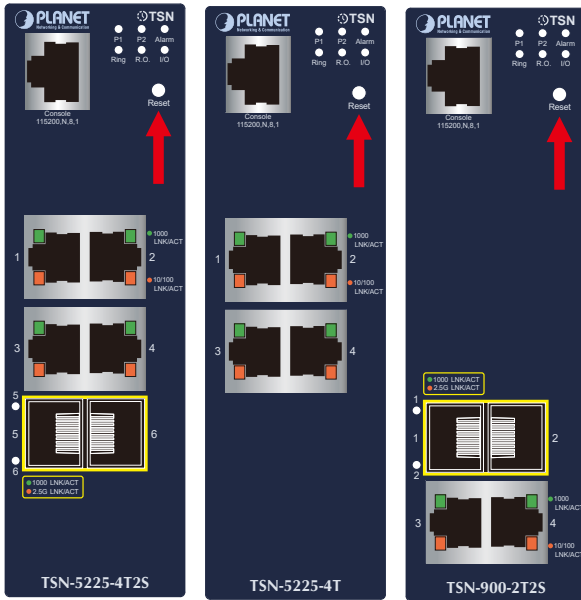 PLANET
Networking & Communication
TSN
P1 P2 Alarm
Ring R.O. I/O
Reset
Console
115200,N,8,1
1000
LNK/ACT
1 2
10/100
LNK/ACT
3 4
5
5 6
6
1000 LNK/ACT
2.5G LNK/ACT
TSN-5225-4T2S
PLANET
Networking & Communication
TSN
P1 P2 Alarm
Ring R.O. I/O
Reset
Console
115200,N,8,1
1000
LNK/ACT
1 2
10/100
LNK/ACT
3 4
TSN-5225-4T
PLANET
Networking & Communication
TSN
P1 P2 Alarm
Ring R.O. I/O
Reset
Console
115200,N,8,1
1000 LNK/ACT
2.5G LNK/ACT
1
1 2
2
1000
LNK/ACT
3 4
10/100
LNK/ACT
TSN-900-2T2S